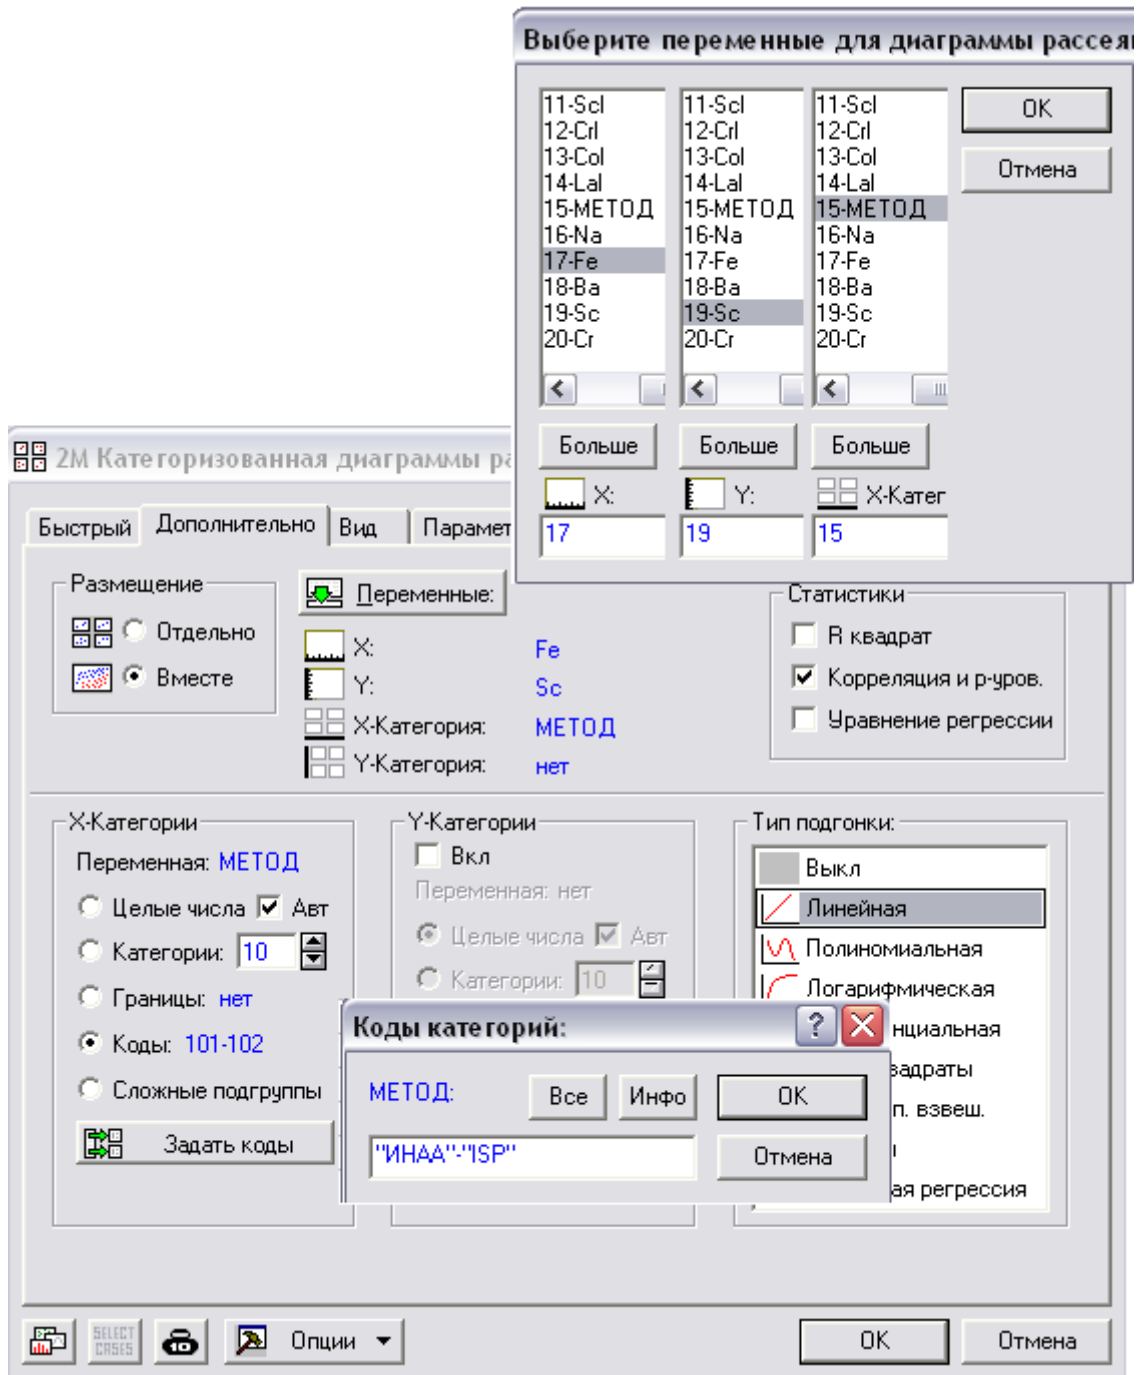 Выберите переменные для диаграммы рассея
11-Scl 11-Scl 11-Scl
12-Crl 12-Crl 12-Crl
13-Col 13-Col 13-Col
14-Lal 14-Lal 14-Lal
15-МЕТОД 15-МЕТОД 15-МЕТОД
16-Na 16-Na 16-Na
17-Fe 17-Fe 17-Fe
18-Ba 18-Ba 18-Ba
19-Sc 19-Sc 19-Sc
20-Cr 20-Cr 20-Cr
OK
Отмена
Больше Больше Больше
X: Y: X-Катег
17 19 15
2М Категоризованная диаграммы ра
Быстрый Дополнительно Вид Парамет
Размещение
Отдельно
Вместе
Переменные:
X: Fe
Y: Sc
X-Категория: МЕТОД
Y-Категория: нет
Статистики
R квадрат
Корреляция и р-уров.
Уравнение регрессии
X-Категории
Переменная: МЕТОД
Целые числа Авт
Категории: 10
Границы: нет
Коды: 101-102
Сложные подгруппы
Задать коды
Y-Категории
Вкл
Переменная: нет
Целые числа Авт
Категории: 10
Тип подгонки:
Выкл
Линейная
Полиномиальная
Логарифмическая
нциальная
вадраты
п. взвеш.
ая регрессия
Коды категорий:
МЕТОД: Все Инфо OK
"ИНАА"-"ISP" Отмена
SELECT
CASES
Опции OK Отмена